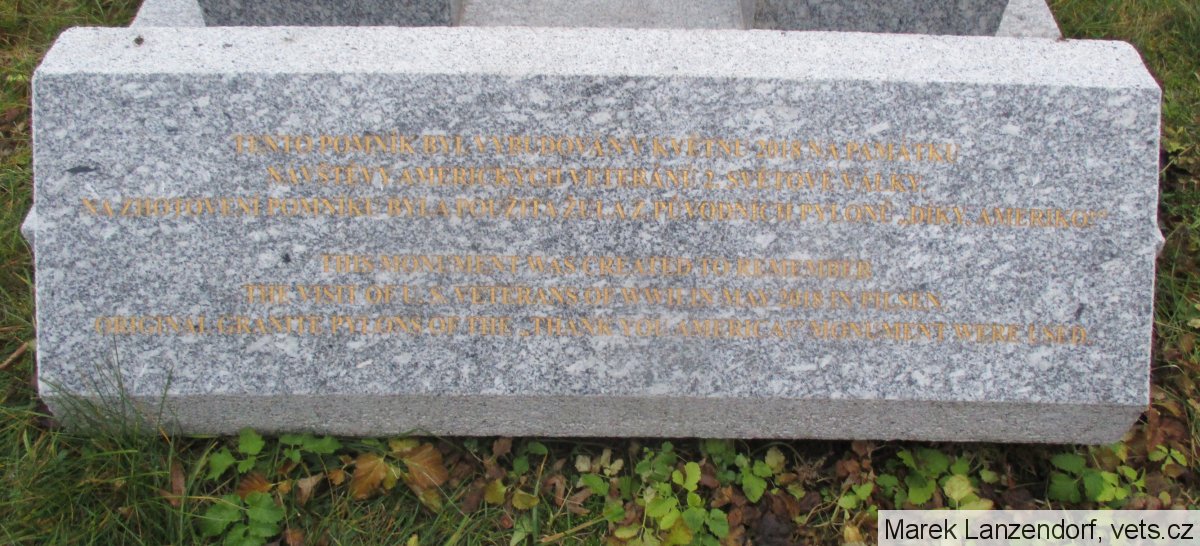 TENTO POMNÍK BYL VYBUDOVÁN V KVĚTNU 2018 NA PAMÁTKU
NÁVŠTĚVY AMERICKÝCH VETERÁNŮ 2. SVĚTOVÉ VÁLKY.
NA ZHOTOVENÍ POMNÍKU BYLA POUŽITA ŽULA Z PŮVODNÍCH PYLONŮ „DÍKY, AMERIKO!“
THIS MONUMENT WAS CREATED TO REMEMBER
THE VISIT OF U. S. VETERANS OF WWII IN MAY 2018 IN PILSEN.
ORIGINAL GRANITE PYLONS OF THE „THANK YOU AMERICA!“ MONUMENT WERE USED.
Marek Lanzendorf, vets.cz